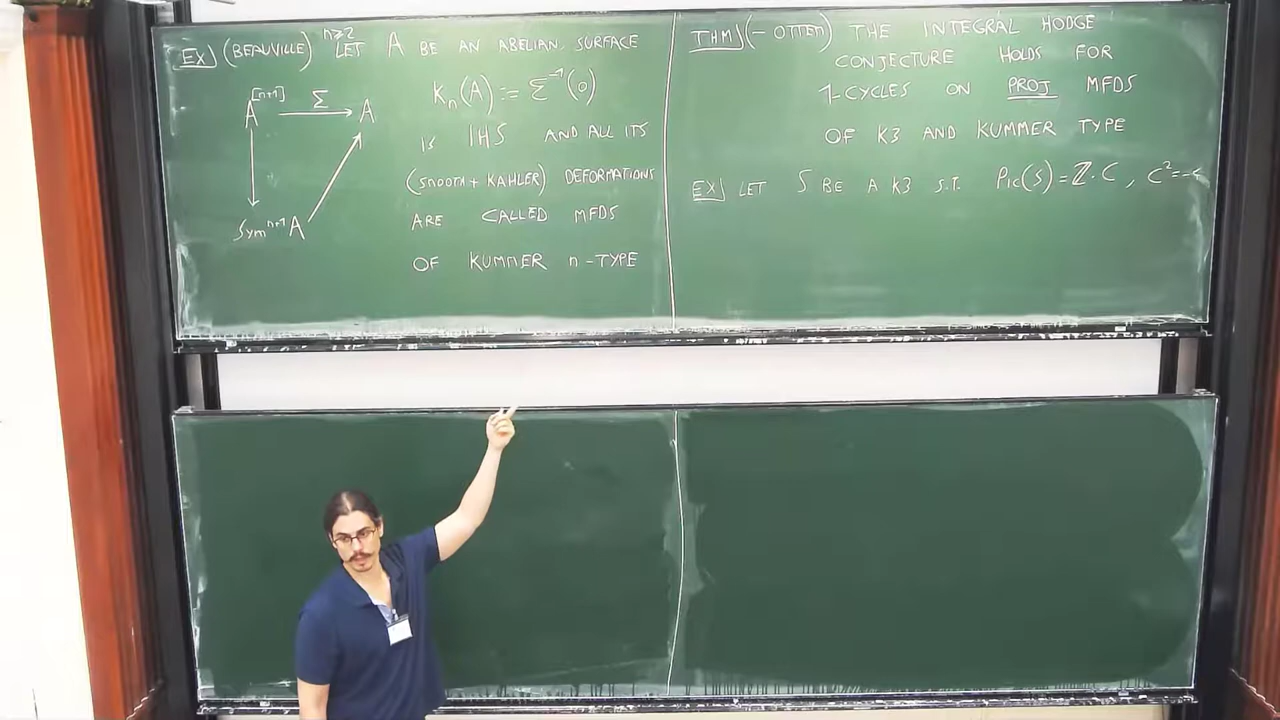 EX] (BEAUVILLE) n≥2 LET A BE AN ABELIAN SURFACE
A^[n+1] Σ A
K_n(A) := Σ^-1(0)
IS IHS AND ALL ITS
(SMOOTH + KÄHLER) DEFORMATIONS
Sym^n+1 A
ARE CALLED MFDS
OF KUMMER n-TYPE
THM] (- OTTEM) THE INTEGRAL HODGE
CONJECTURE HOLDS FOR
1-CYCLES ON PROJ MFDS
OF K3 AND KUMMER TYPE
EX] LET S BE A K3 S.T. Pic(S) = ℤ·C, C²=-